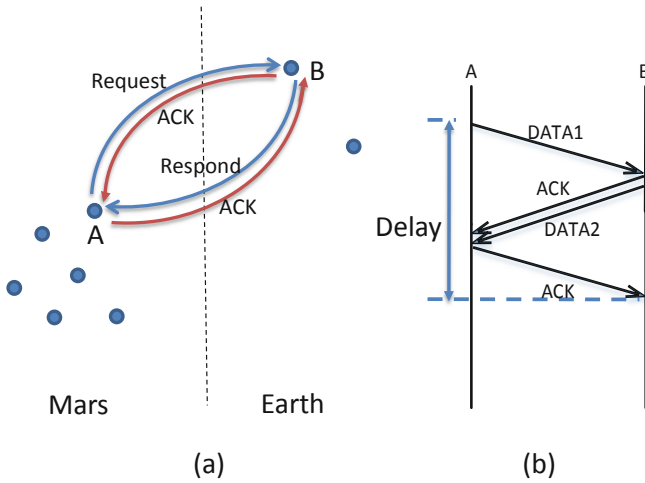 B
Request
ACK
Respond
ACK
A
Mars
Earth
(a)
A
DATA1
ACK
DATA2
Delay
ACK
(b)